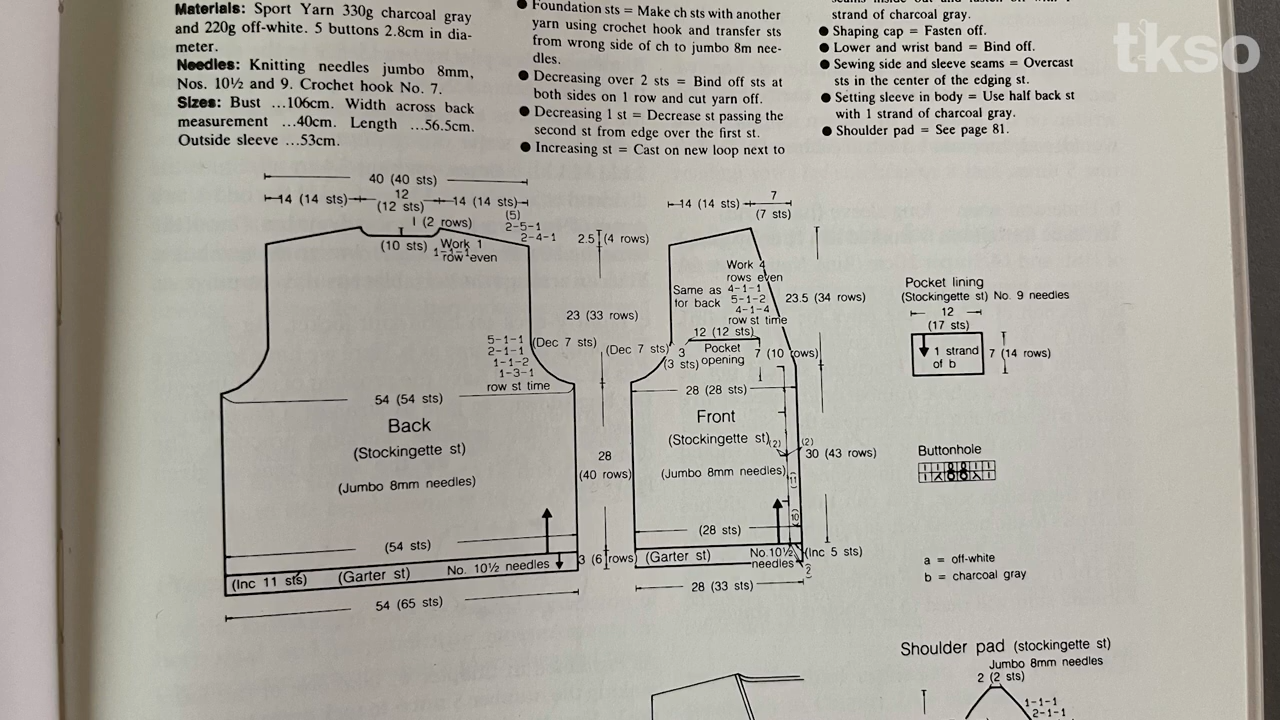 tkso
Materials: Sport Yarn 330g charcoal gray
and 220g off-white. 5 buttons 2.8cm in dia-
meter.
Needles: Knitting needles jumbo 8mm,
Nos. 10½ and 9. Crochet hook No. 7.
Sizes: Bust ...106cm. Width across back
measurement ...40cm. Length ...56.5cm.
Outside sleeve ...53cm.
● Foundation sts = Make ch sts with another
yarn using crochet hook and transfer sts
from wrong side of ch to jumbo 8m nee-
dles.
● Decreasing over 2 sts = Bind off sts at
both sides on 1 row and cut yarn off.
● Decreasing 1 st = Decrease st passing the
second st from edge over the first st.
● Increasing st = Cast on new loop next to
strand of charcoal gray.
● Shaping cap = Fasten off.
● Lower and wrist band = Bind off.
● Sewing side and sleeve seams = Overcast
sts in the center of the edging st.
● Setting sleeve in body = Use half back st
with 1 strand of charcoal gray.
● Shoulder pad = See page 81.
40 (40 sts)
14 (14 sts)
12
(12 sts)
14 (14 sts)
1 (2 rows)
(5)
2-5-1
2-4-1
(10 sts)
Work 1
row even
1-1-1
2.5 (4 rows)
23 (33 rows)
5-1-1
2-1-1
1-1-2
1-3-1
row st time
(Dec 7 sts)
54 (54 sts)
Back
(Stockingette st)
(Jumbo 8mm needles)
28
(40 rows)
(54 sts)
(Inc 11 sts)
(Garter st)
No. 10½ needles
3 (6 rows)
54 (65 sts)
14 (14 sts)
7
(7 sts)
Work 4
rows even
Same as
for back
4-1-1
5-1-2
4-1-4
row st time
23.5 (34 rows)
12 (12 sts)
(Dec 7 sts)
3
(3 sts)
Pocket
opening
7 (10 rows)
28 (28 sts)
Front
(Stockingette st)
(2)
(2)
30 (43 rows)
(Jumbo 8mm needles)
(11)
(10)
(28 sts)
(Garter st)
No.10½
needles
(Inc 5 sts)
2
28 (33 sts)
Pocket lining
(Stockingette st) No. 9 needles
12
(17 sts)
1 strand
of b
7 (14 rows)
Buttonhole
a = off-white
b = charcoal gray
Shoulder pad (stockingette st)
Jumbo 8mm needles
2 (2 sts)
1-1-1
2-1-1